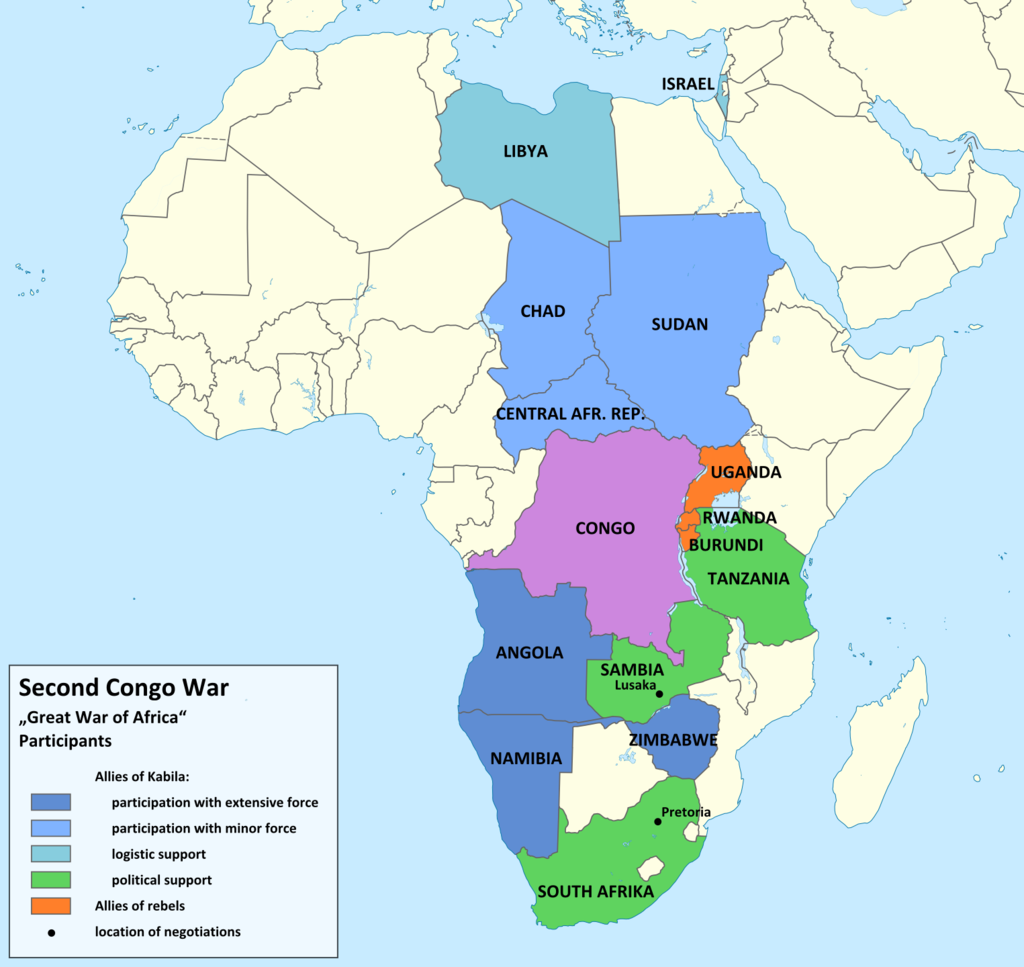 ISRAEL
LIBYA
CHAD
SUDAN
CENTRAL AFR. REP.
UGANDA
RWANDA
CONGO
BURUNDI
TANZANIA
ANGOLA
SAMBIA
Lusaka
ZIMBABWE
NAMIBIA
Pretoria
SOUTH AFRIKA
Second Congo War
„Great War of Africa“
Participants
Allies of Kabila:
participation with extensive force
participation with minor force
logistic support
political support
Allies of rebels
location of negotiations